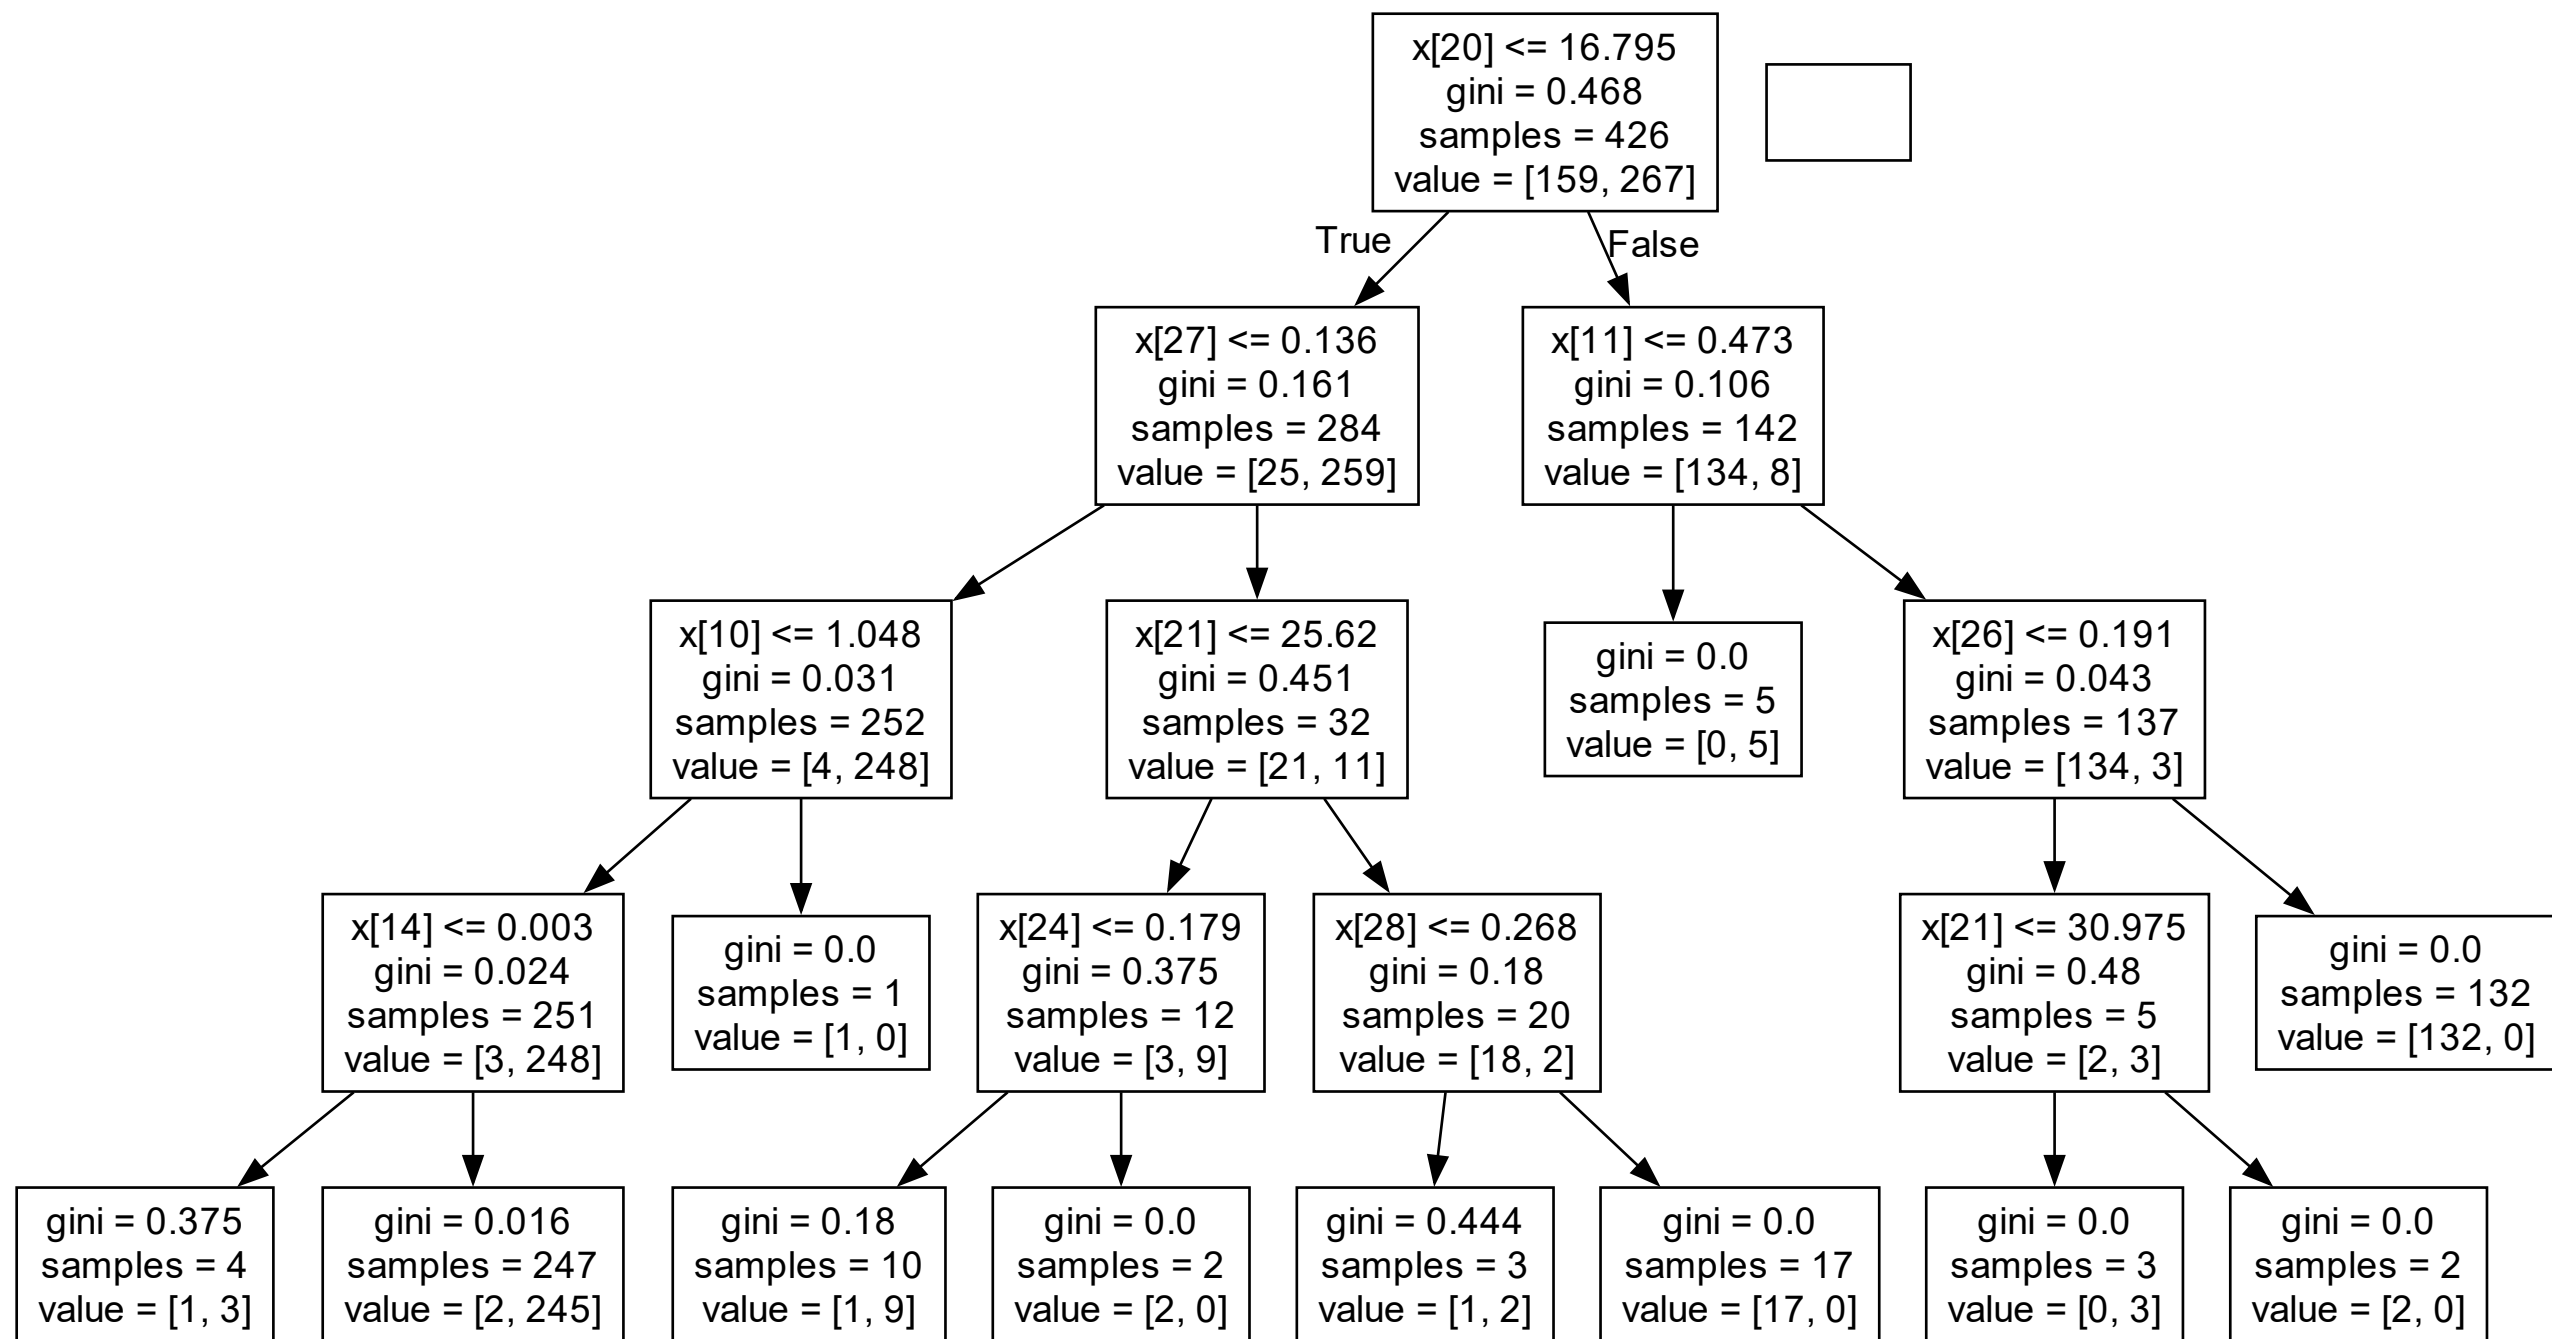 x[20] <= 16.795
gini = 0.468
samples = 426
value = [159, 267]
True
False
x[27] <= 0.136
gini = 0.161
samples = 284
value = [25, 259]
x[11] <= 0.473
gini = 0.106
samples = 142
value = [134, 8]
x[10] <= 1.048
gini = 0.031
samples = 252
value = [4, 248]
x[21] <= 25.62
gini = 0.451
samples = 32
value = [21, 11]
gini = 0.0
samples = 5
value = [0, 5]
x[26] <= 0.191
gini = 0.043
samples = 137
value = [134, 3]
x[14] <= 0.003
gini = 0.024
samples = 251
value = [3, 248]
gini = 0.0
samples = 1
value = [1, 0]
x[24] <= 0.179
gini = 0.375
samples = 12
value = [3, 9]
x[28] <= 0.268
gini = 0.18
samples = 20
value = [18, 2]
x[21] <= 30.975
gini = 0.48
samples = 5
value = [2, 3]
gini = 0.0
samples = 132
value = [132, 0]
gini = 0.375
samples = 4
value = [1, 3]
gini = 0.016
samples = 247
value = [2, 245]
gini = 0.18
samples = 10
value = [1, 9]
gini = 0.0
samples = 2
value = [2, 0]
gini = 0.444
samples = 3
value = [1, 2]
gini = 0.0
samples = 17
value = [17, 0]
gini = 0.0
samples = 3
value = [0, 3]
gini = 0.0
samples = 2
value = [2, 0]